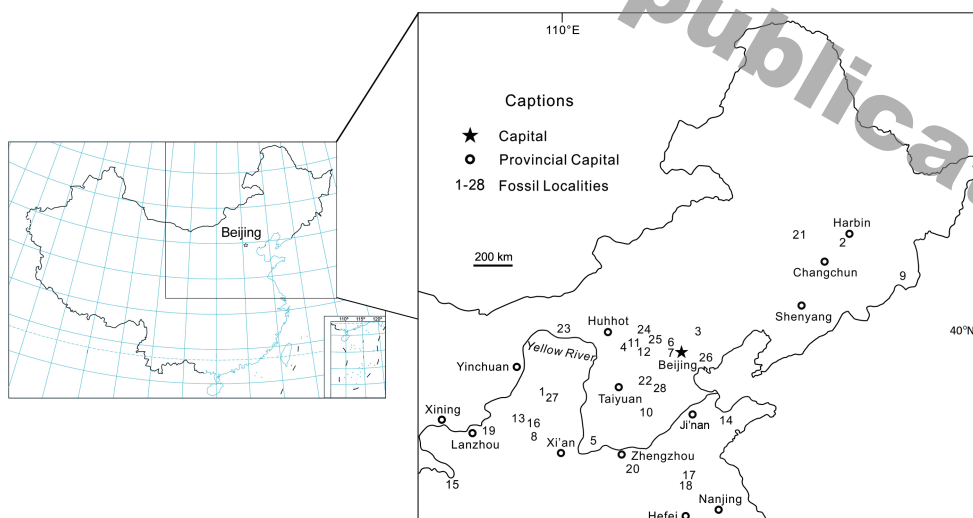 publica
110°E
Captions
Capital
Provincial Capital
1-28 Fossil Localities
200 km
Beijing
110° 115° 120°
Harbin
21
2
Changchun
9
Shenyang
40°N
Huhhot
23
24
3
4
11
25
6
12
7
Beijing
26
Yellow River
Yinchuan
22
28
Taiyuan
1
27
10
Xining
13
16
Ji'nan
14
19
8
Lanzhou
Xi'an
5
Zhengzhou
20
15
17
18
Nanjing
Hefei